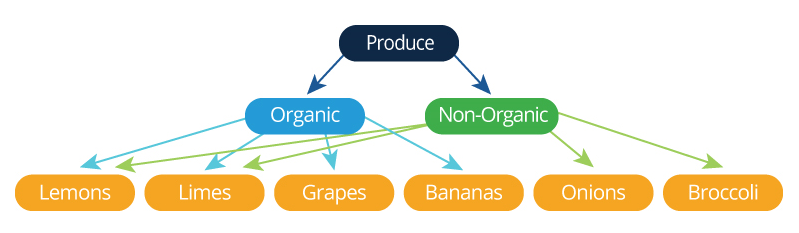 Produce
Organic
Non-Organic
Lemons
Limes
Grapes
Bananas
Onions
Broccoli